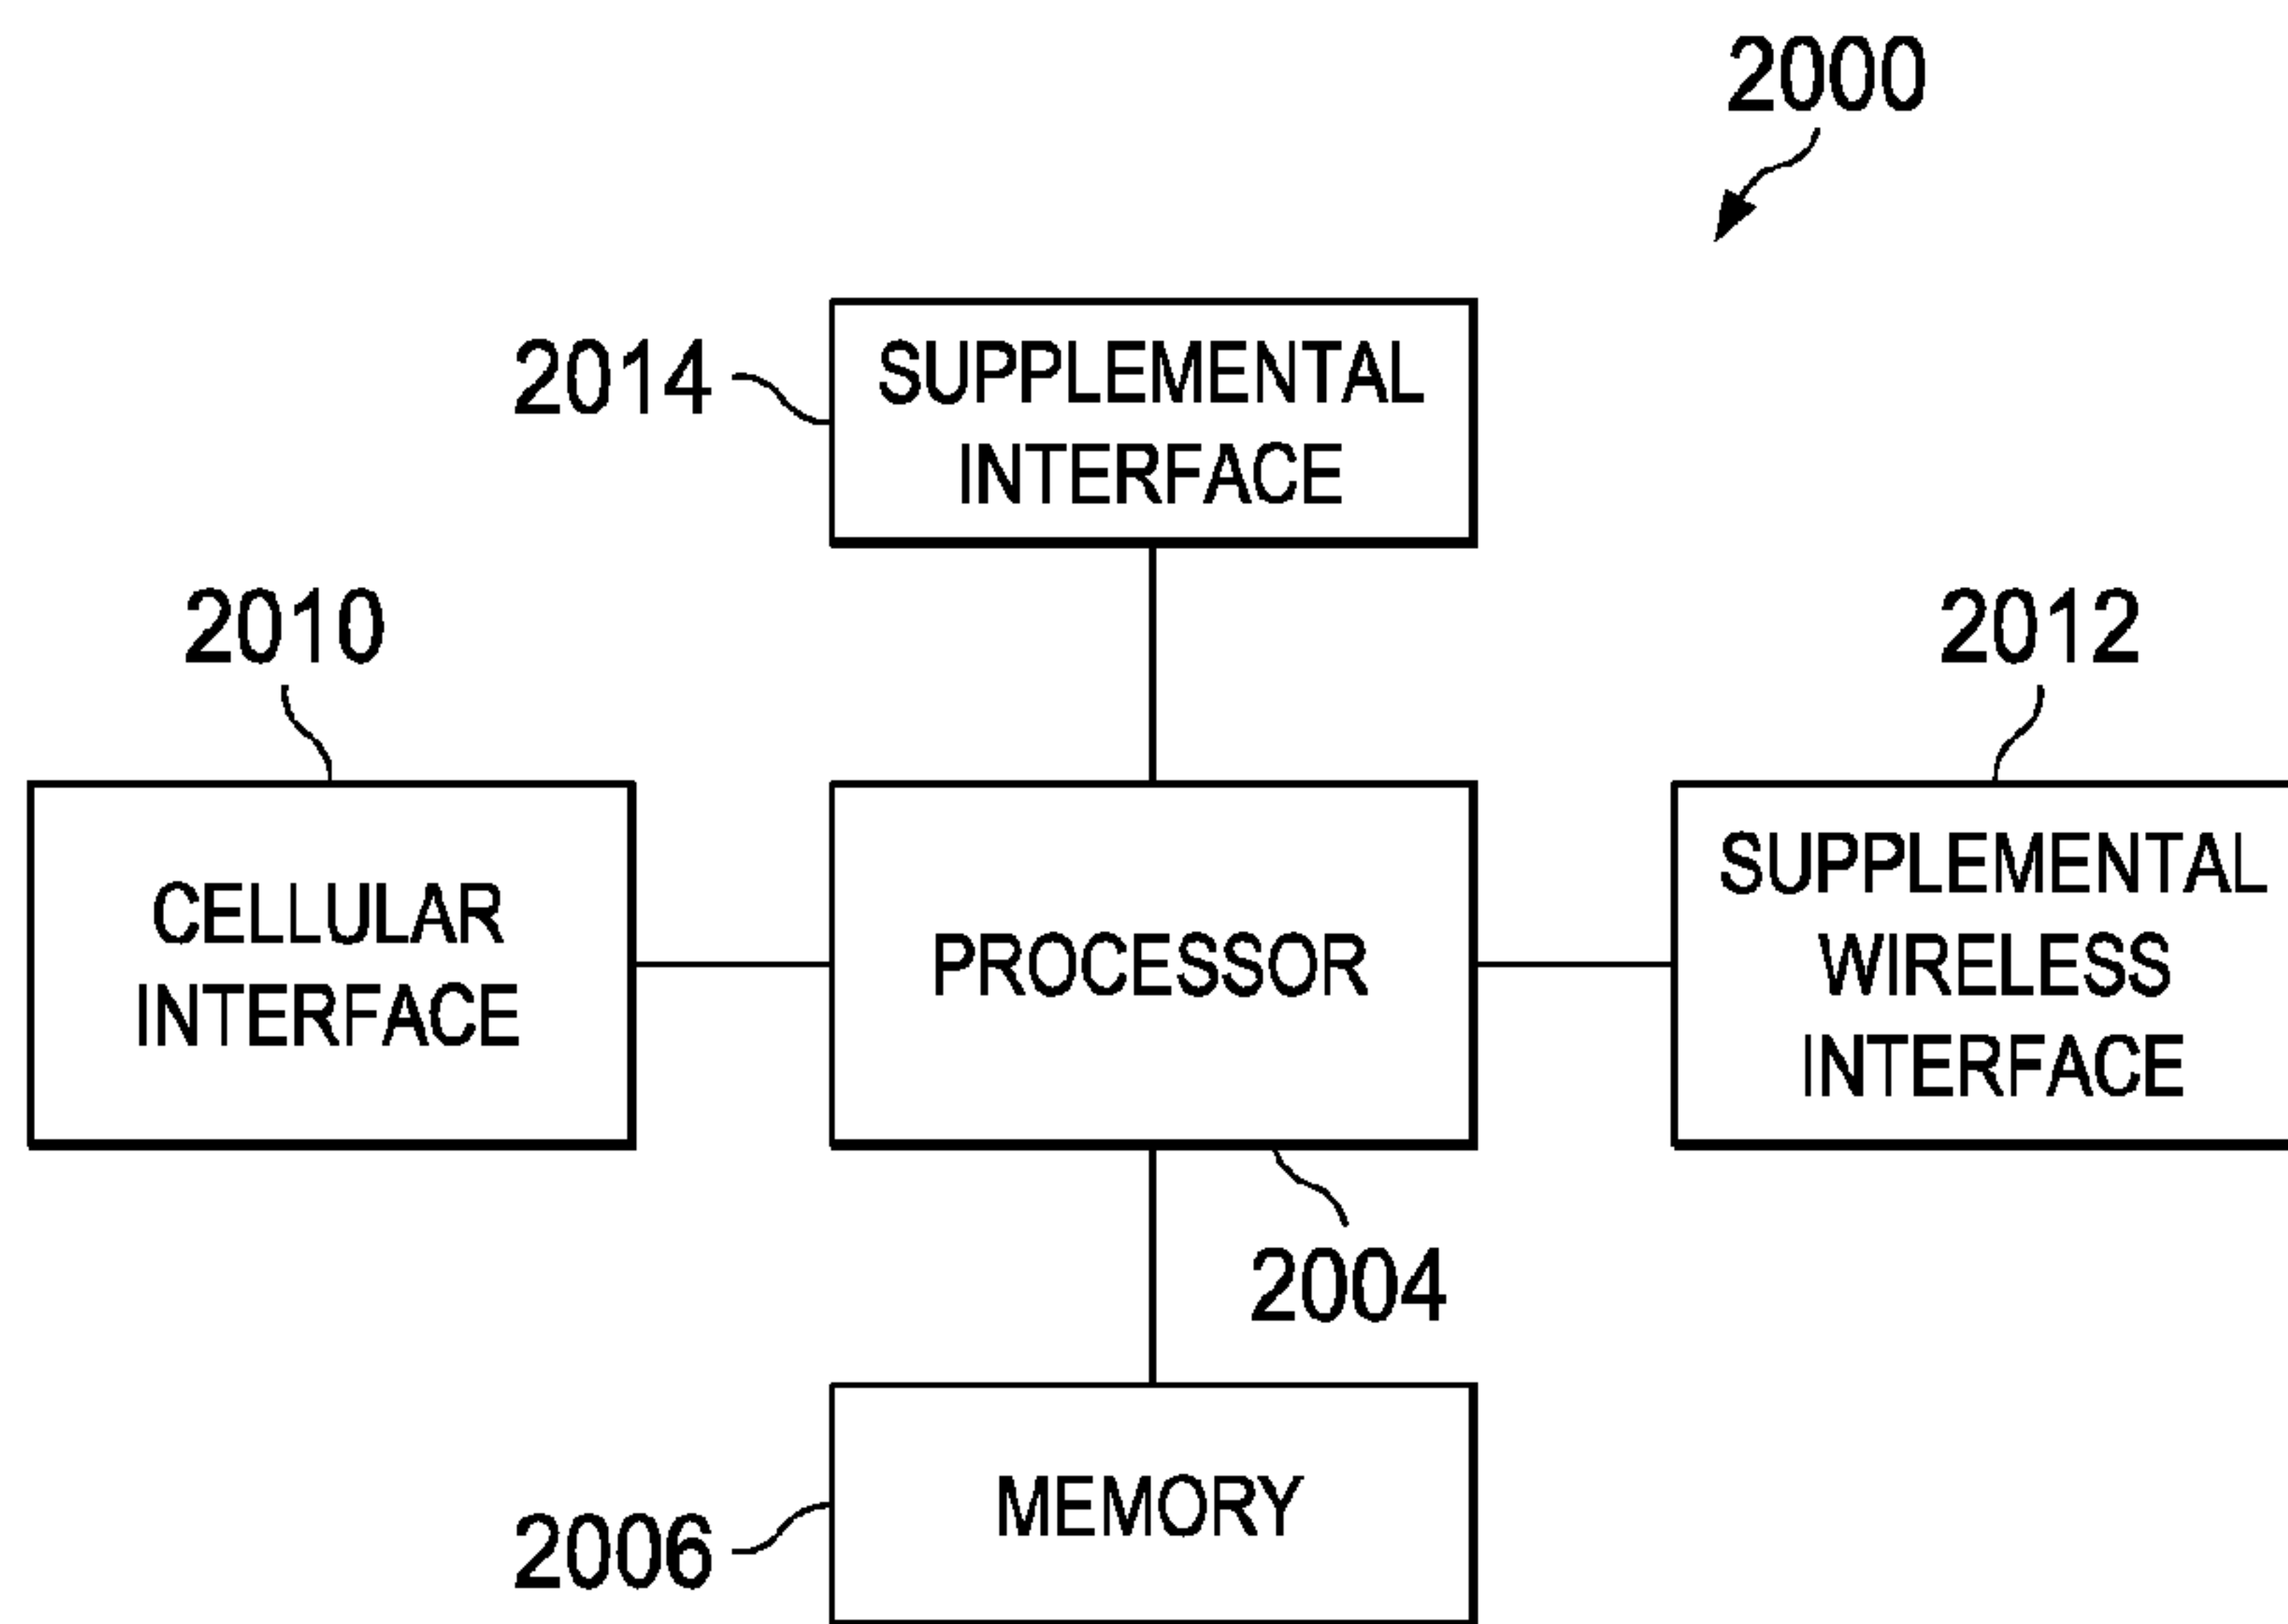 2000
2014
SUPPLEMENTAL
INTERFACE
2010
2012
CELLULAR
INTERFACE
PROCESSOR
SUPPLEMENTAL
WIRELESS
INTERFACE
2004
MEMORY
2006